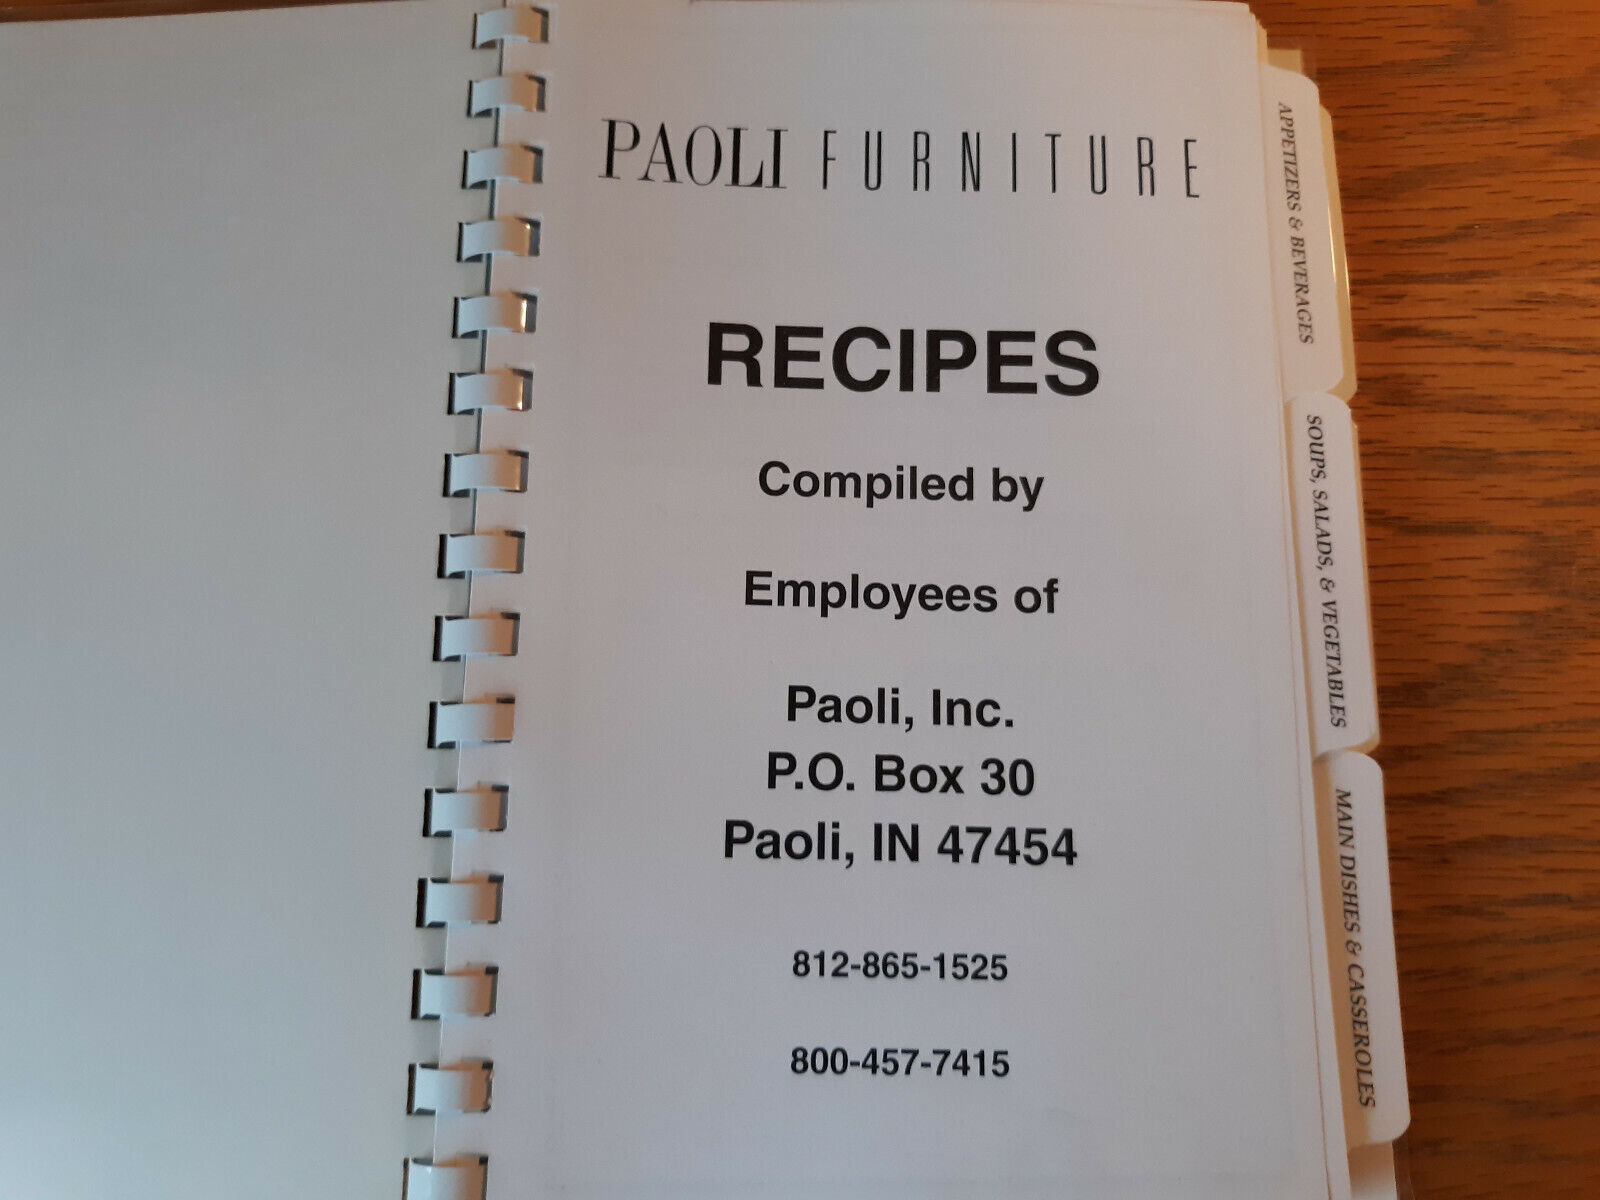 PAOLI FURNITURE
RECIPES
Compiled by
Employees of
Paoli, Inc.
P.O. Box 30
Paoli, IN 47454
812-865-1525
800-457-7415
APPETIZERS & BEVERAGES
SOUPS, SALADS, & VEGETABLES
MAIN DISHES & CASSEROLES